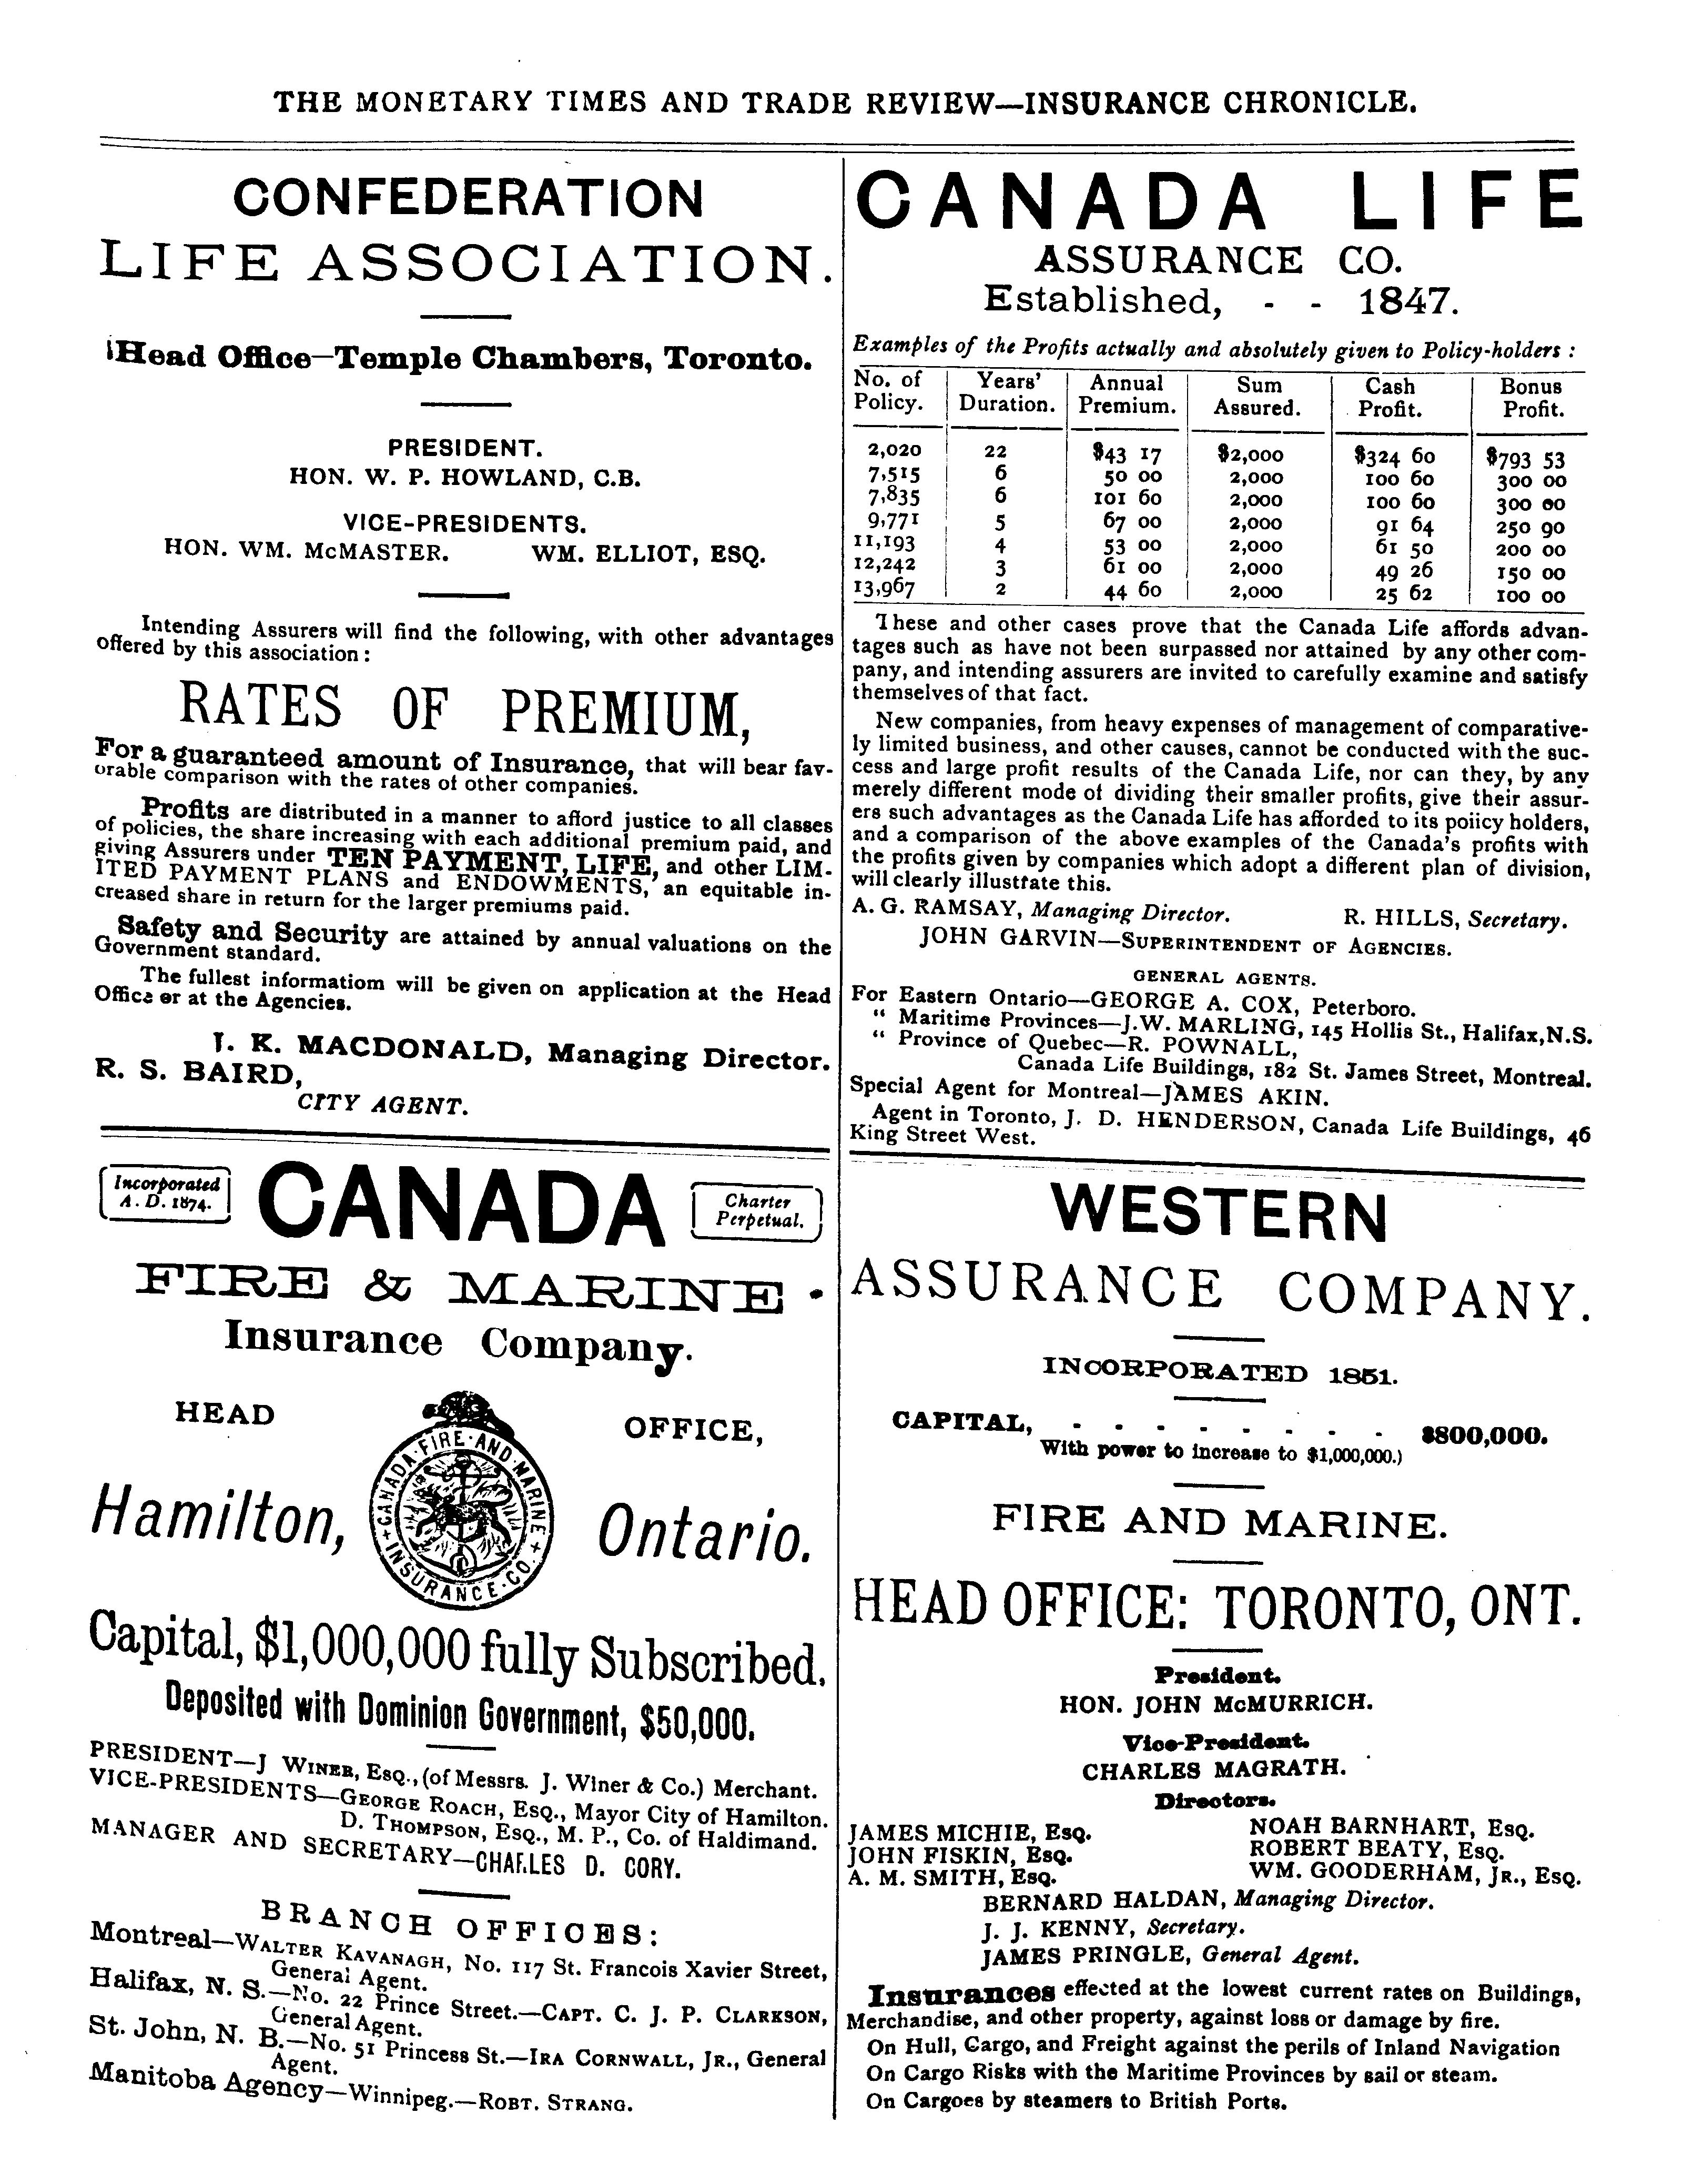 THE MONETARY TIMES AND TRADE REVIEW—INSURANCE CHRONICLE.
CONFEDERATION
LIFE ASSOCIATION.
Head Office—Temple Chambers, Toronto.
PRESIDENT.
HON. W. P. HOWLAND, C.B.
VICE-PRESIDENTS.
HON. WM. McMASTER. WM. ELLIOT, ESQ.
Intending Assurers will find the following, with other advantages
offered by this association:
RATES OF PREMIUM,
For a guaranteed amount of Insurance, that will bear fav-
orable comparison with the rates of other companies.
Profits are distributed in a manner to afford justice to all classes
of policies, the share increasing with each additional premium paid, and
giving Assurers under TEN PAYMENT, LIFE, and other LIM-
ITED PAYMENT PLANS and ENDOWMENTS, an equitable in-
creased share in return for the larger premiums paid.
Safety and Security are attained by annual valuations on the
Government standard.
The fullest informatiom will be given on application at the Head
Office or at the Agencies.
J. K. MACDONALD, Managing Director.
R. S. BAIRD,
CITY AGENT.
Incorporated
A. D. 1874.
CANADA
Charter
Perpetual.
FIRE & MARINE
Insurance Company.
HEAD OFFICE,
CANADA·FIRE·AND·MARINE
INSURANCE·CO.
Hamilton, Ontario.
Capital, $1,000,000 fully Subscribed.
Deposited with Dominion Government, $50,000.
PRESIDENT—J WINER, ESQ., (of Messrs. J. Winer & Co.) Merchant.
VICE-PRESIDENTS—GEORGE ROACH, ESQ., Mayor City of Hamilton.
D. THOMPSON, ESQ., M. P., Co. of Haldimand.
MANAGER AND SECRETARY—CHARLES D. CORY.
BRANCH OFFICES:
Montreal—WALTER KAVANAGH, No. 117 St. Francois Xavier Street,
General Agent.
Halifax, N. S.—No. 22 Prince Street.—CAPT. C. J. P. CLARKSON,
General Agent.
St. John, N. B.—No. 51 Princess St.—IRA CORNWALL, JR., General
Agent.
Manitoba Agency—Winnipeg.—ROBT. STRANG.
CANADA LIFE
ASSURANCE CO.
Established, - - 1847.
Examples of the Profits actually and absolutely given to Policy-holders :
No. of Years' Annual Sum Cash Bonus
Policy. Duration. Premium. Assured. Profit. Profit.
2,020 22 $43 17 $2,000 $324 60 $793 53
7,515 6 50 00 2,000 100 60 300 00
7,835 6 101 60 2,000 100 60 300 00
9,771 5 67 00 2,000 91 64 250 90
11,193 4 53 00 2,000 61 50 200 00
12,242 3 61 00 2,000 49 26 150 00
13,967 2 44 60 2,000 25 62 100 00
These and other cases prove that the Canada Life affords advan-
tages such as have not been surpassed nor attained by any other com-
pany, and intending assurers are invited to carefully examine and satisfy
themselves of that fact.
New companies, from heavy expenses of management of comparative-
ly limited business, and other causes, cannot be conducted with the suc-
cess and large profit results of the Canada Life, nor can they, by any
merely different mode of dividing their smaller profits, give their assur-
ers such advantages as the Canada Life has afforded to its policy holders,
and a comparison of the above examples of the Canada's profits with
the profits given by companies which adopt a different plan of division,
will clearly illustrate this.
A. G. RAMSAY, Managing Director. R. HILLS, Secretary.
JOHN GARVIN—SUPERINTENDENT OF AGENCIES.
GENERAL AGENTS.
For Eastern Ontario—GEORGE A. COX, Peterboro.
" Maritime Provinces—J.W. MARLING, 145 Hollis St., Halifax, N.S.
" Province of Quebec—R. POWNALL,
Canada Life Buildings, 182 St. James Street, Montreal.
Special Agent for Montreal—JAMES AKIN.
Agent in Toronto, J. D. HENDERSON, Canada Life Buildings, 46
King Street West.
WESTERN
ASSURANCE COMPANY.
INCORPORATED 1851.
CAPITAL, - - - - - - - - $800,000.
With power to increase to $1,000,000.)
FIRE AND MARINE.
HEAD OFFICE: TORONTO, ONT.
President.
HON. JOHN McMURRICH.
Vice-President.
CHARLES MAGRATH.
Directors.
JAMES MICHIE, ESQ. NOAH BARNHART, ESQ.
JOHN FISKIN, ESQ. ROBERT BEATY, ESQ.
A. M. SMITH, ESQ. WM. GOODERHAM, JR., ESQ.
BERNARD HALDAN, Managing Director.
J. J. KENNY, Secretary.
JAMES PRINGLE, General Agent.
Insurances effected at the lowest current rates on Buildings,
Merchandise, and other property, against loss or damage by fire.
On Hull, Cargo, and Freight against the perils of Inland Navigation
On Cargo Risks with the Maritime Provinces by sail or steam.
On Cargoes by steamers to British Ports.